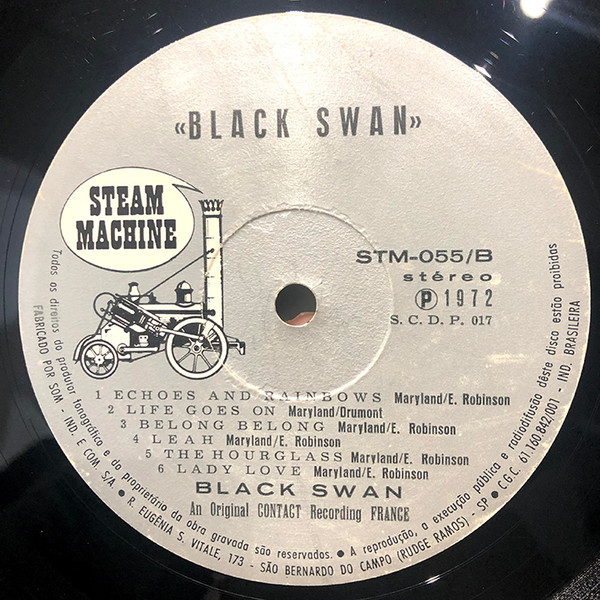 «BLACK SWAN»
STEAM
MACHINE
STM-055/B
stéreo
Ⓟ 1972
S. C. D. P. 017
1 ECHOES AND RAINBOWS Maryland/E. Robinson
2 LIFE GOES ON Maryland/Drumont
3 BELONG BELONG Maryland/E. Robinson
4 LEAH Maryland/E. Robinson
5 THE HOURGLASS Maryland/E. Robinson
6 LADY LOVE Maryland/E. Robinson
BLACK SWAN
An Original CONTACT Recording FRANCE
Todos os direitos do produtor fonográfico e do proprietário da obra gravada são reservados. ● A reprodução, a execução pública e radiodifusão dêste disco estão proibidas
FABRICADO POR SOM - IND. E COM. S/A. ● R. EUGÊNIA S. VITALE, 173 - SÃO BERNARDO DO CAMPO (RUDGE RAMOS) - SP ● C.G.C. 61.160.842/001 - IND. BRASILEIRA